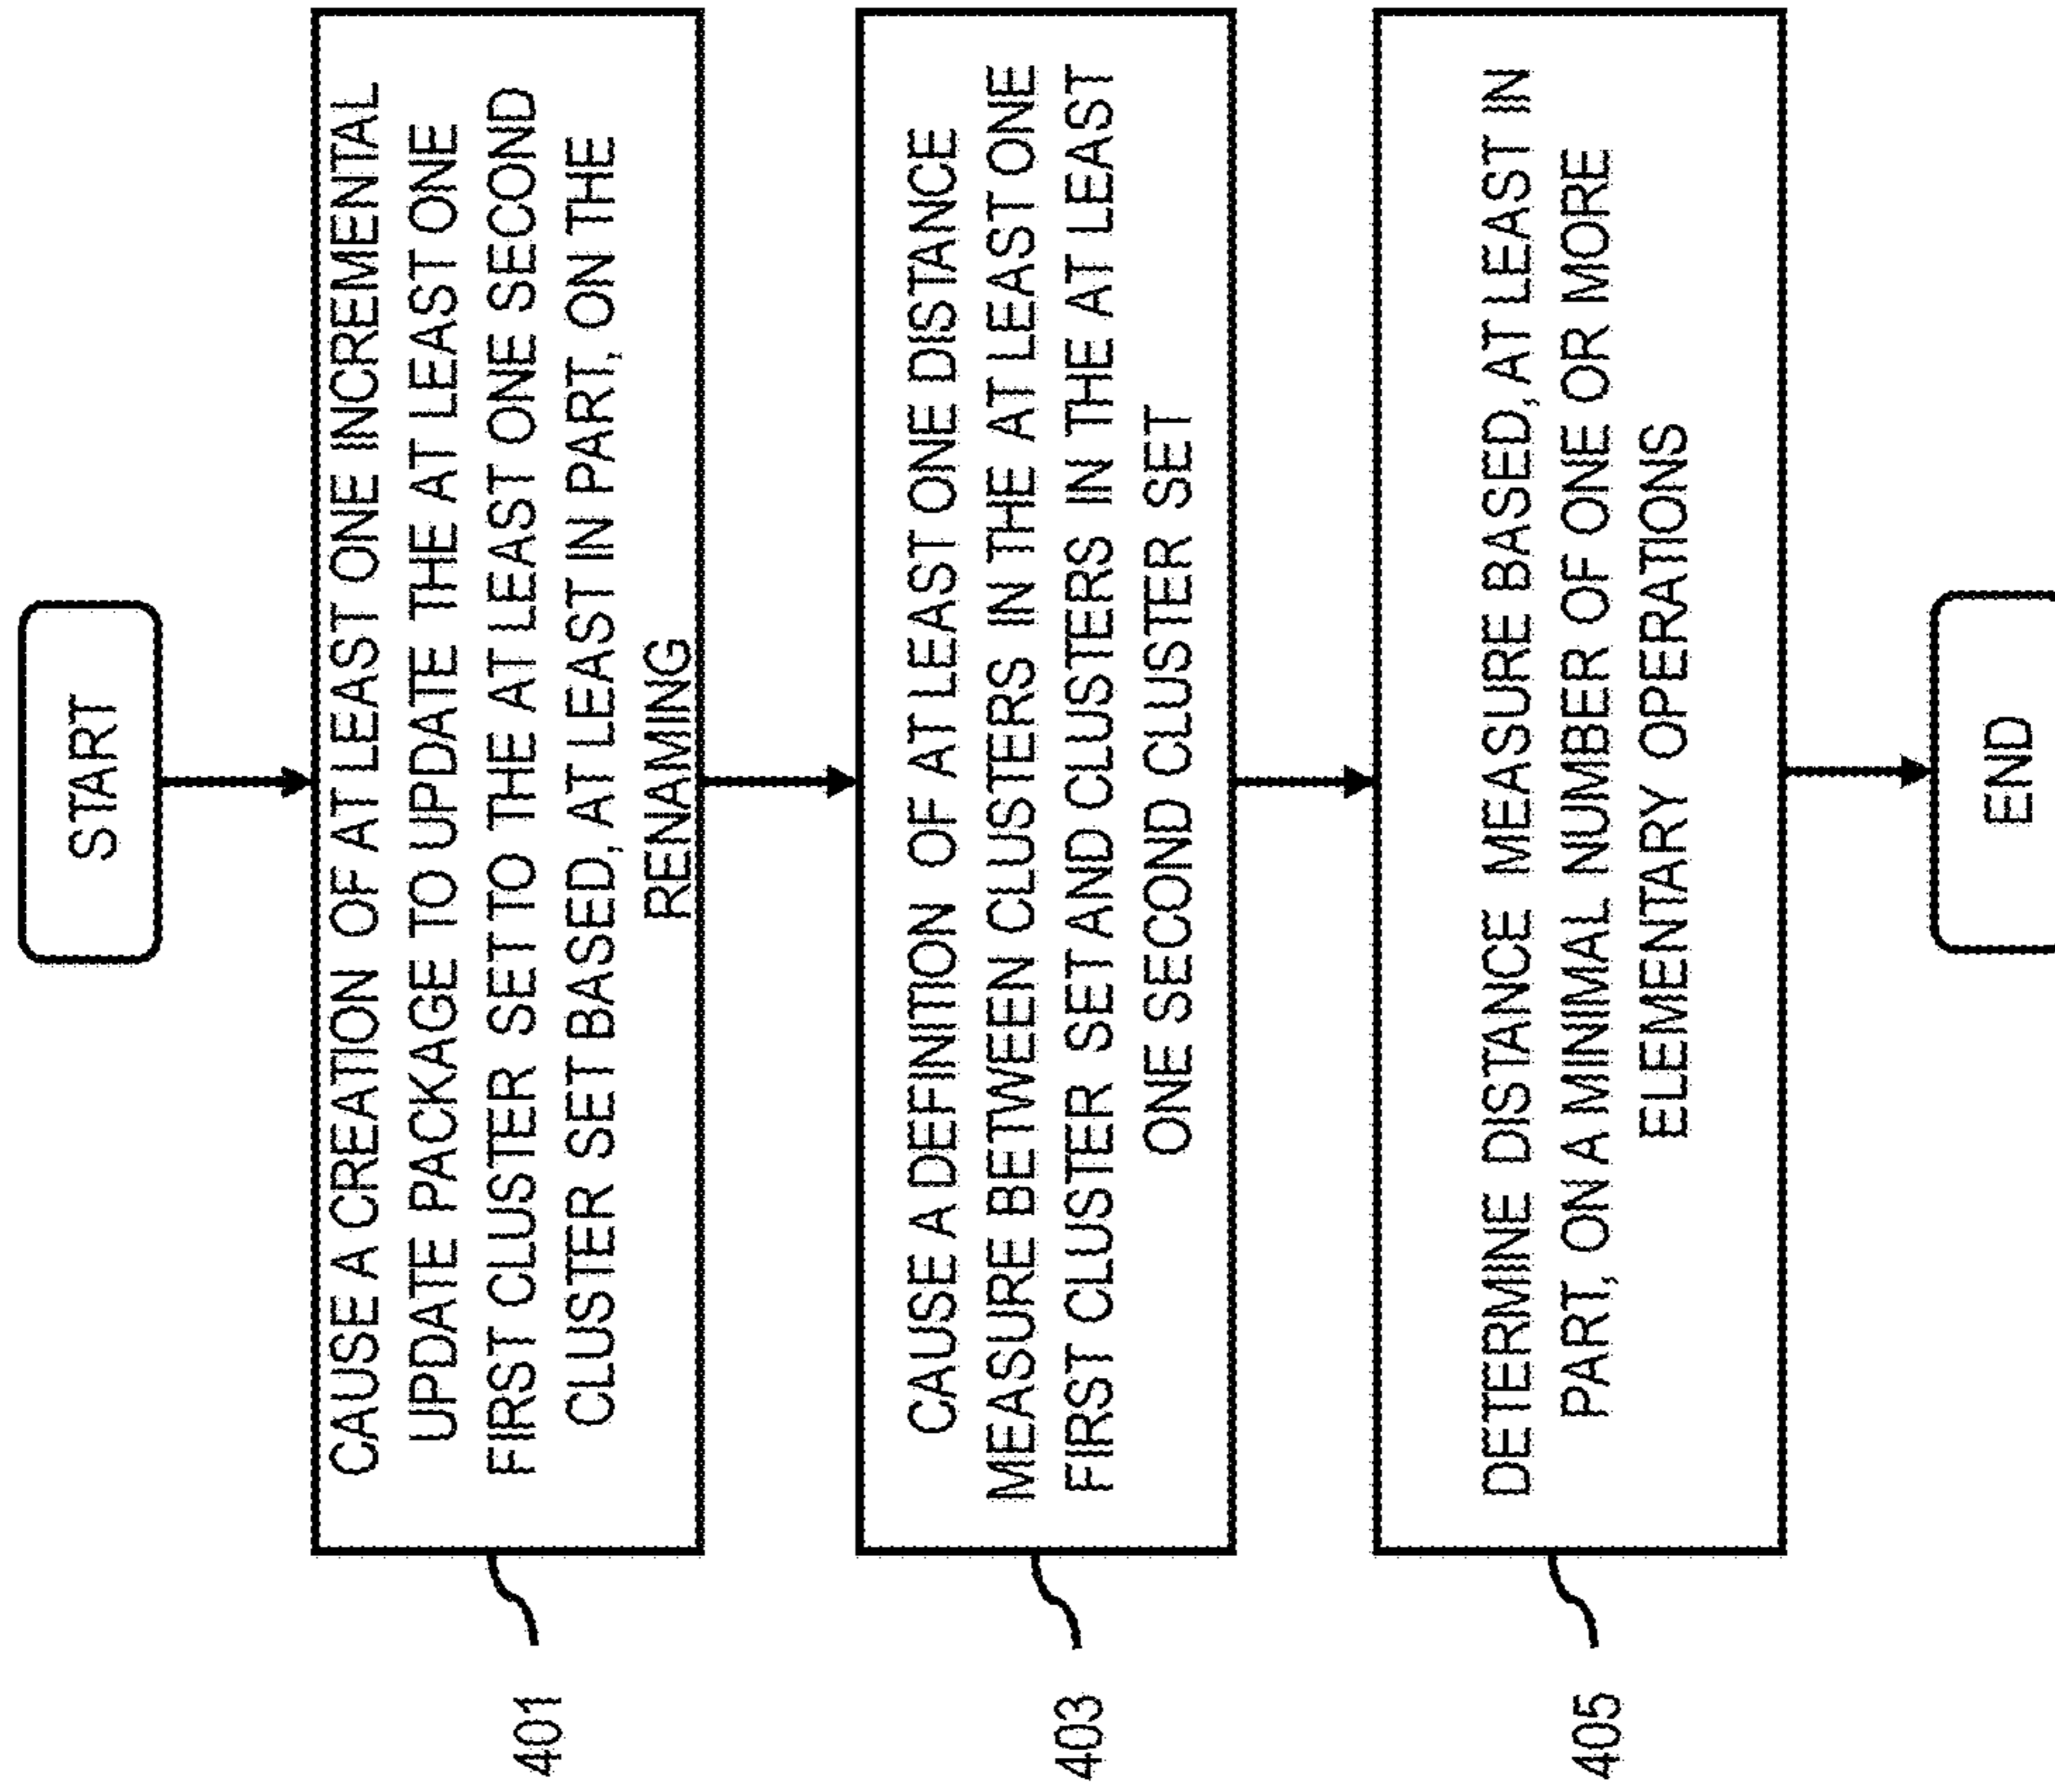 START
CAUSE A CREATION OF AT LEAST ONE INCREMENTAL
UPDATE PACKAGE TO UPDATE THE AT LEAST ONE
FIRST CLUSTER SET TO THE AT LEAST ONE SECOND
CLUSTER SET BASED, AT LEAST IN PART, ON THE
RENAMING
401
CAUSE A DEFINITION OF AT LEAST ONE DISTANCE
MEASURE BETWEEN CLUSTERS IN THE AT LEAST ONE
FIRST CLUSTER SET AND CLUSTERS IN THE AT LEAST
ONE SECOND CLUSTER SET
403
DETERMINE DISTANCE MEASURE BASED, AT LEAST IN
PART, ON A MINIMAL NUMBER OF ONE OR MORE
ELEMENTARY OPERATIONS
405
END